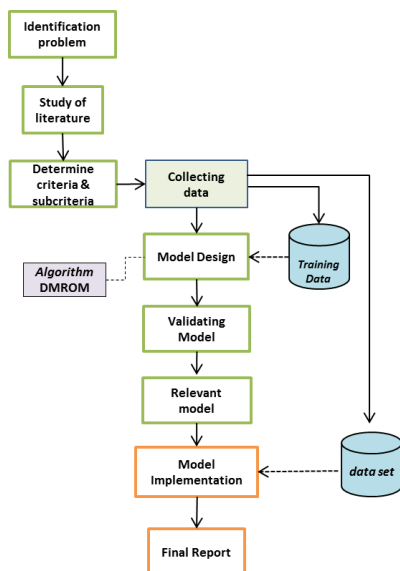 Identification
problem
Study of
literature
Determine
criteria &
subcriteria
Collecting
data
Model Design
Training
Data
Algorithm
DMROM
Validating
Model
Relevant
model
Model
Implementation
data set
Final Report